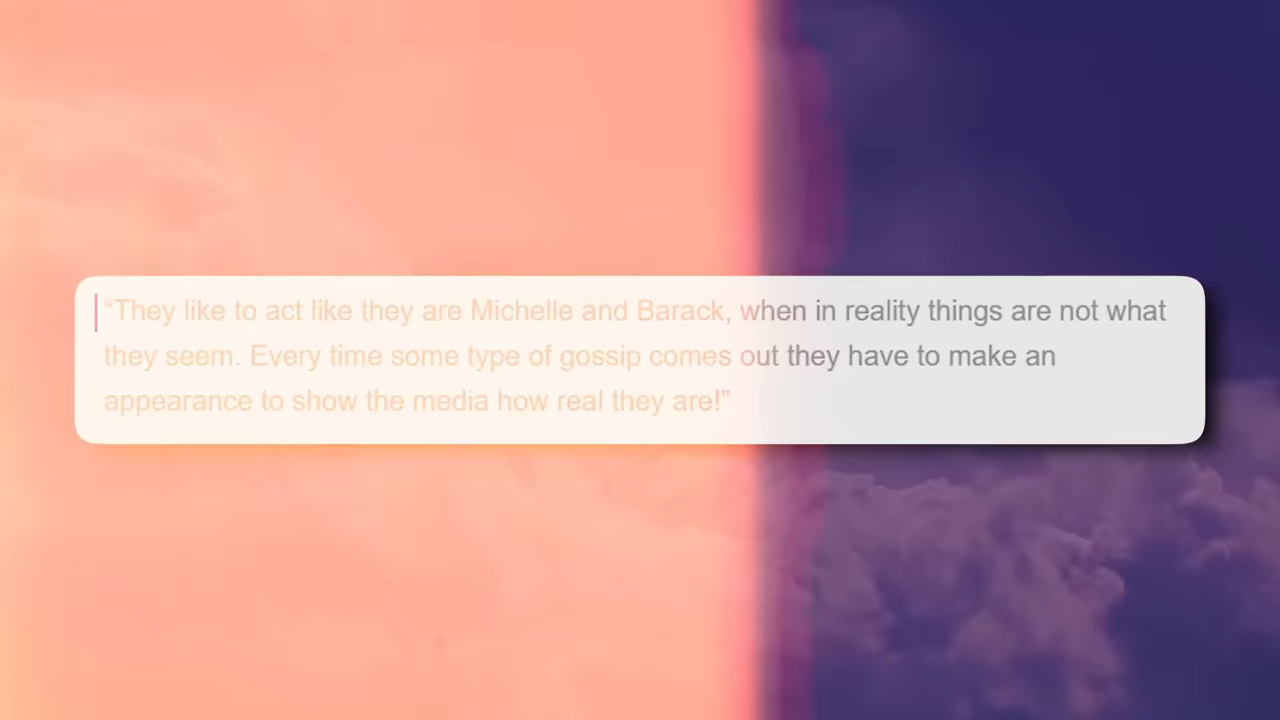 “They like to act like they are Michelle and Barack, when in reality things are not what
they seem. Every time some type of gossip comes out they have to make an
appearance to show the media how real they are!”